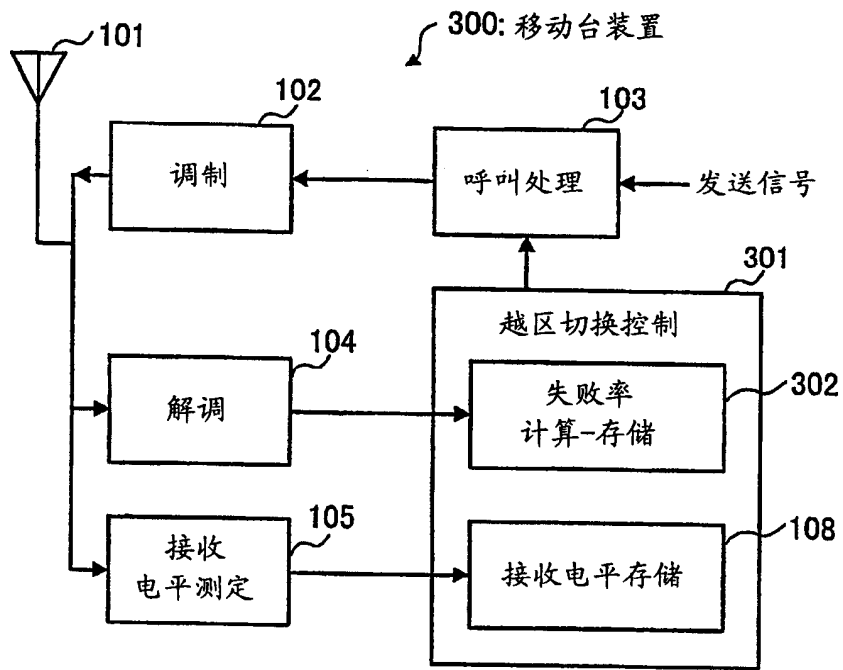 101
300: 移动台装置
102
103
调制
呼叫处理
发送信号
301
越区切换控制
104
302
解调
失败率
计算-存储
105
108
接收
电平测定
接收电平存储